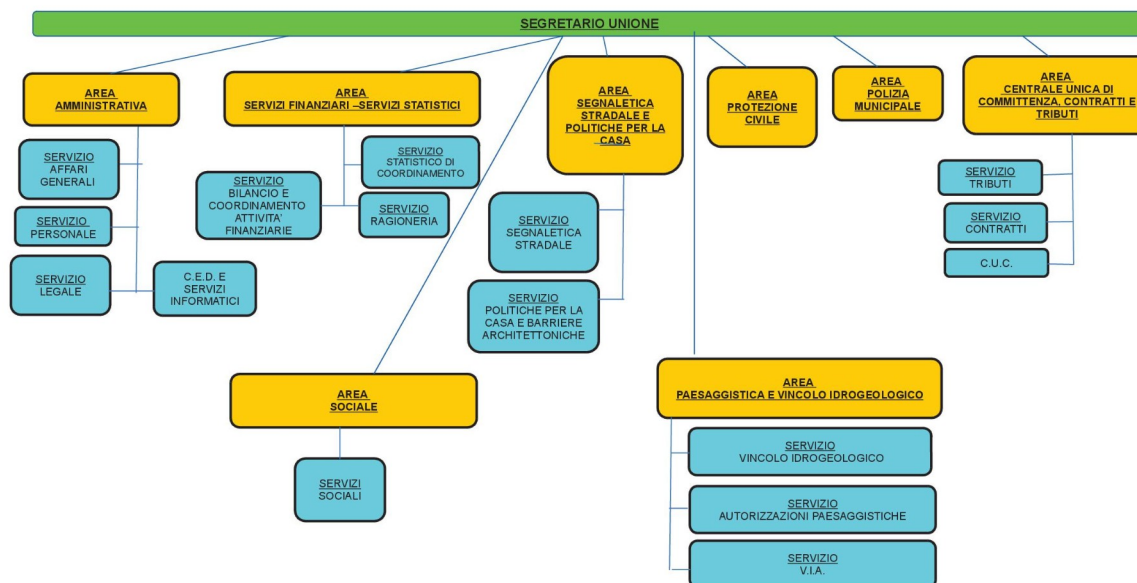 SEGRETARIO UNIONE
AREA
AMMINISTRATIVA
AREA
SERVIZI FINANZIARI –SERVIZI STATISTICI
AREA
SEGNALETICA
STRADALE E
POLITICHE PER LA
CASA
AREA
PROTEZIONE
CIVILE
AREA
POLIZIA
MUNICIPALE
AREA
CENTRALE UNICA DI
COMMITTENZA, CONTRATTI E
TRIBUTI
SERVIZIO
AFFARI
GENERALI
SERVIZIO
PERSONALE
SERVIZIO
LEGALE
C.E.D. E
SERVIZI
INFORMATICI
SERVIZIO
STATISTICO DI
COORDINAMENTO
SERVIZIO
BILANCIO E
COORDINAMENTO
ATTIVITA'
FINANZIARIE
SERVIZIO
RAGIONERIA
SERVIZIO
SEGNALETICA
STRADALE
SERVIZIO
POLITICHE PER LA
CASA E BARRIERE
ARCHITETTONICHE
SERVIZIO
TRIBUTI
SERVIZIO
CONTRATTI
C.U.C.
AREA
SOCIALE
SERVIZI
SOCIALI
AREA
PAESAGGISTICA E VINCOLO IDROGEOLOGICO
SERVIZIO
VINCOLO IDROGEOLOGICO
SERVIZIO
AUTORIZZAZIONI PAESAGGISTICHE
SERVIZIO
V.I.A.